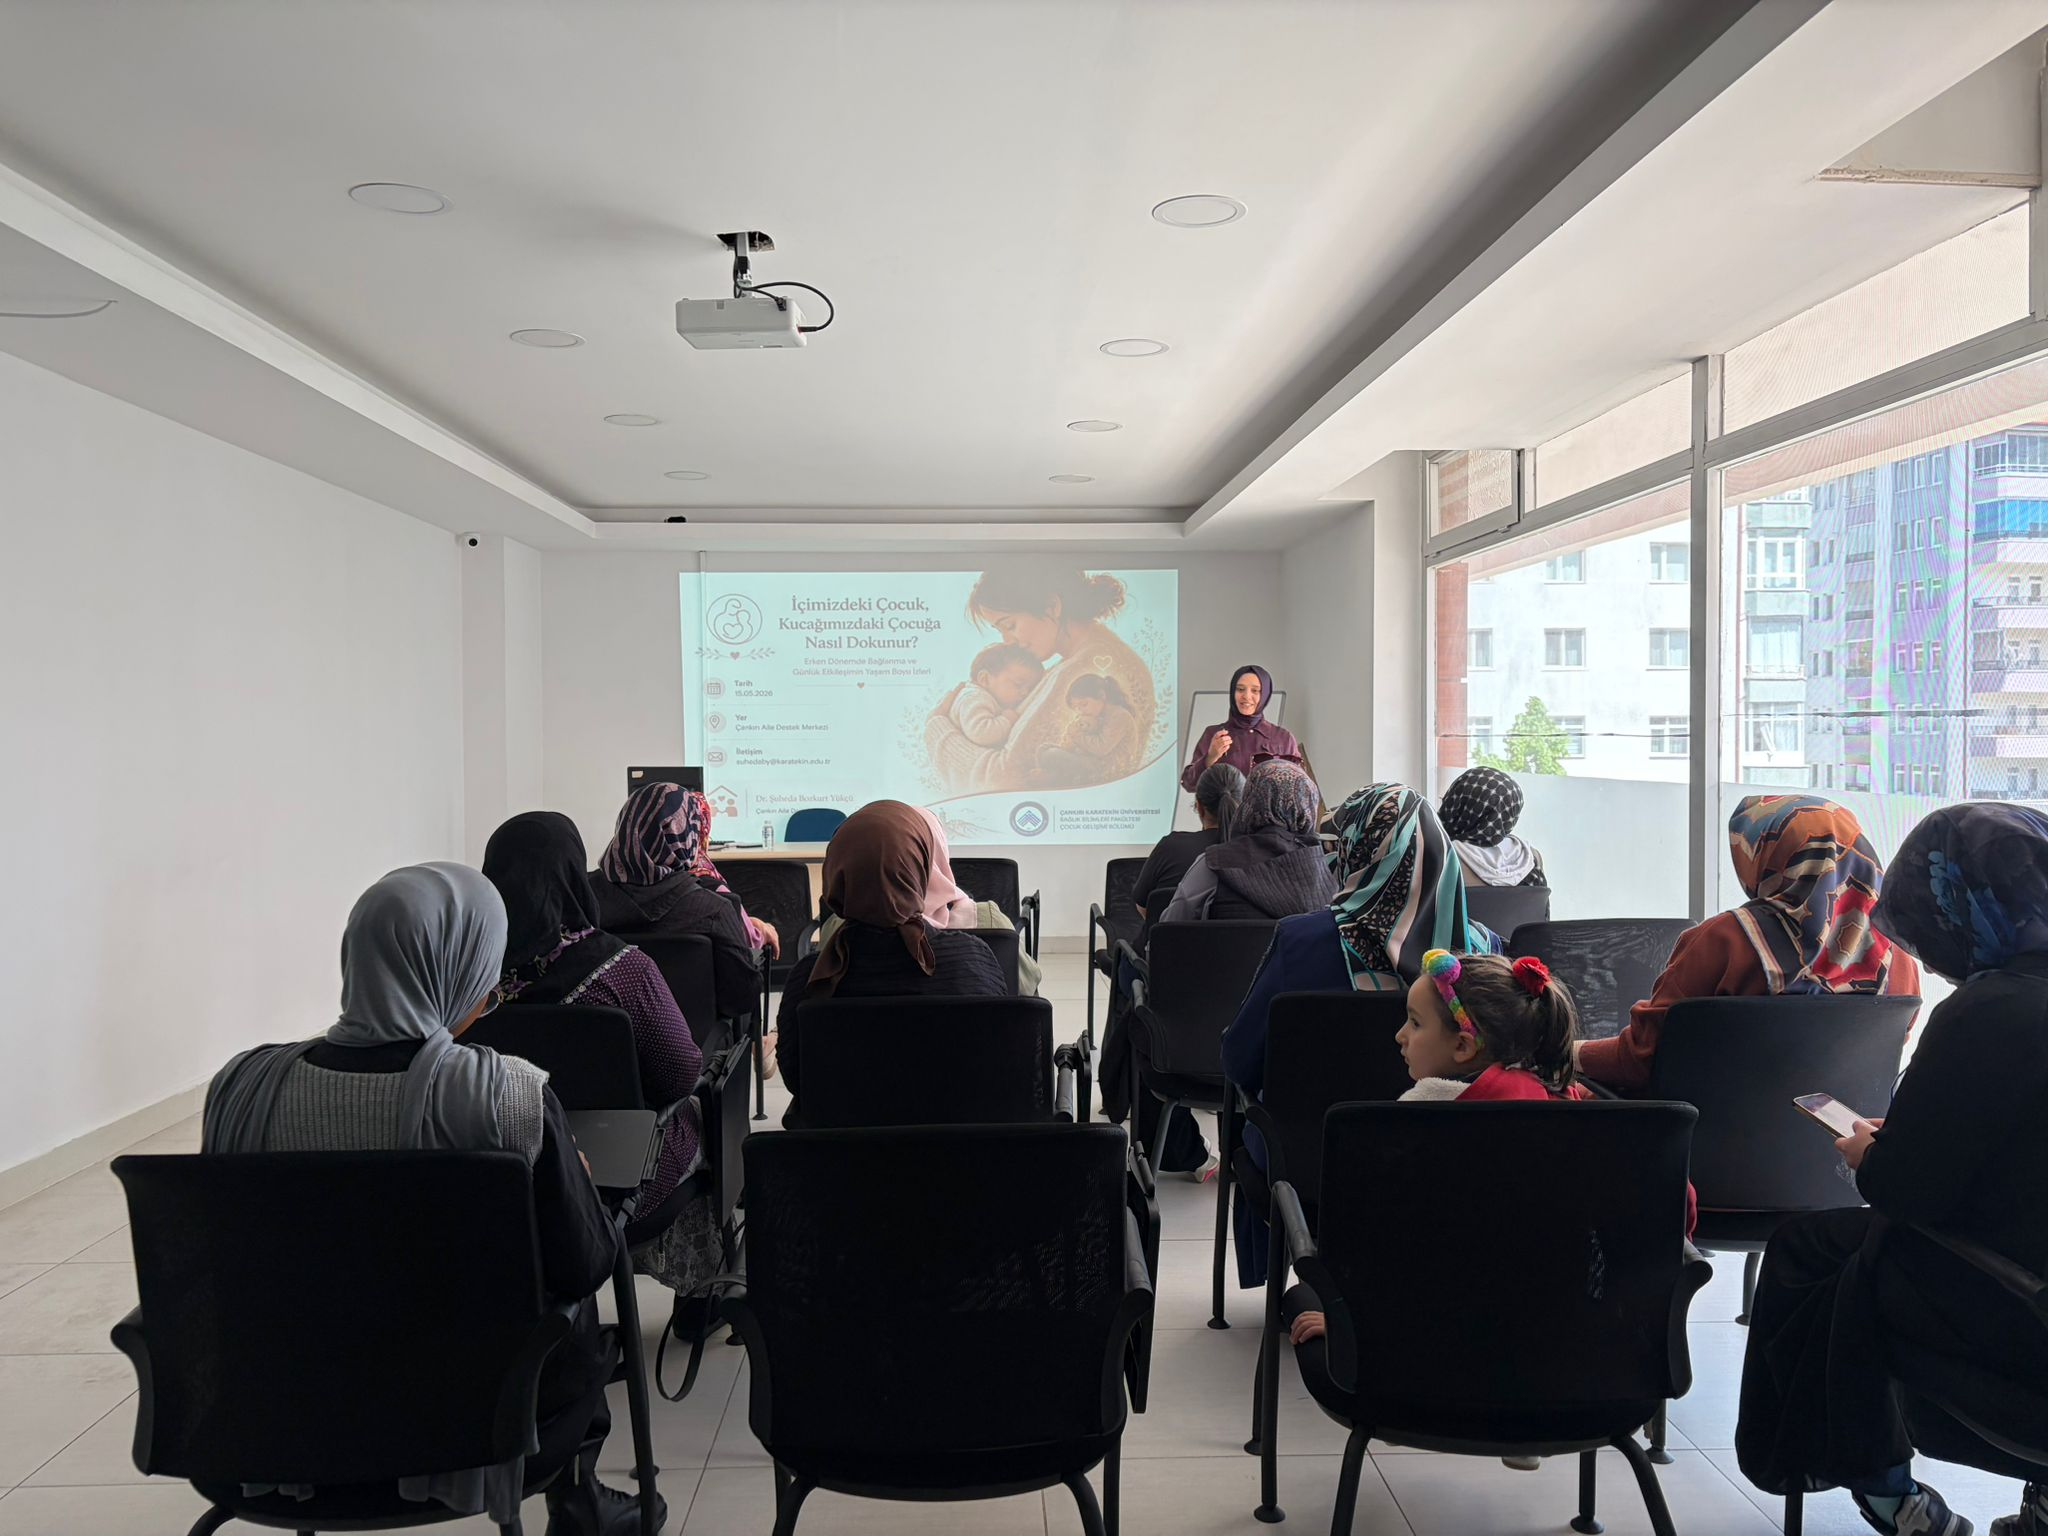 İçimizdeki Çocuk,
Kucağımızdaki Çocuğa
Nasıl Dokunur?
Erken Dönemde Bağlanma ve
Günlük Etkileşimin Yaşam Boyu İzleri
Tarih
15.05.2026
Yer
Çankırı Aile Destek Merkezi
İletişim
suhedaby@karatekin.edu.tr
Dr. Şuheda Bozkurt Yükçü
Çankırı Aile
ÇANKIRI KARATEKİN ÜNİVERSİTESİ
SAĞLIK BİLİMLERİ FAKÜLTESİ
ÇOCUK GELİŞİMİ BÖLÜMÜ